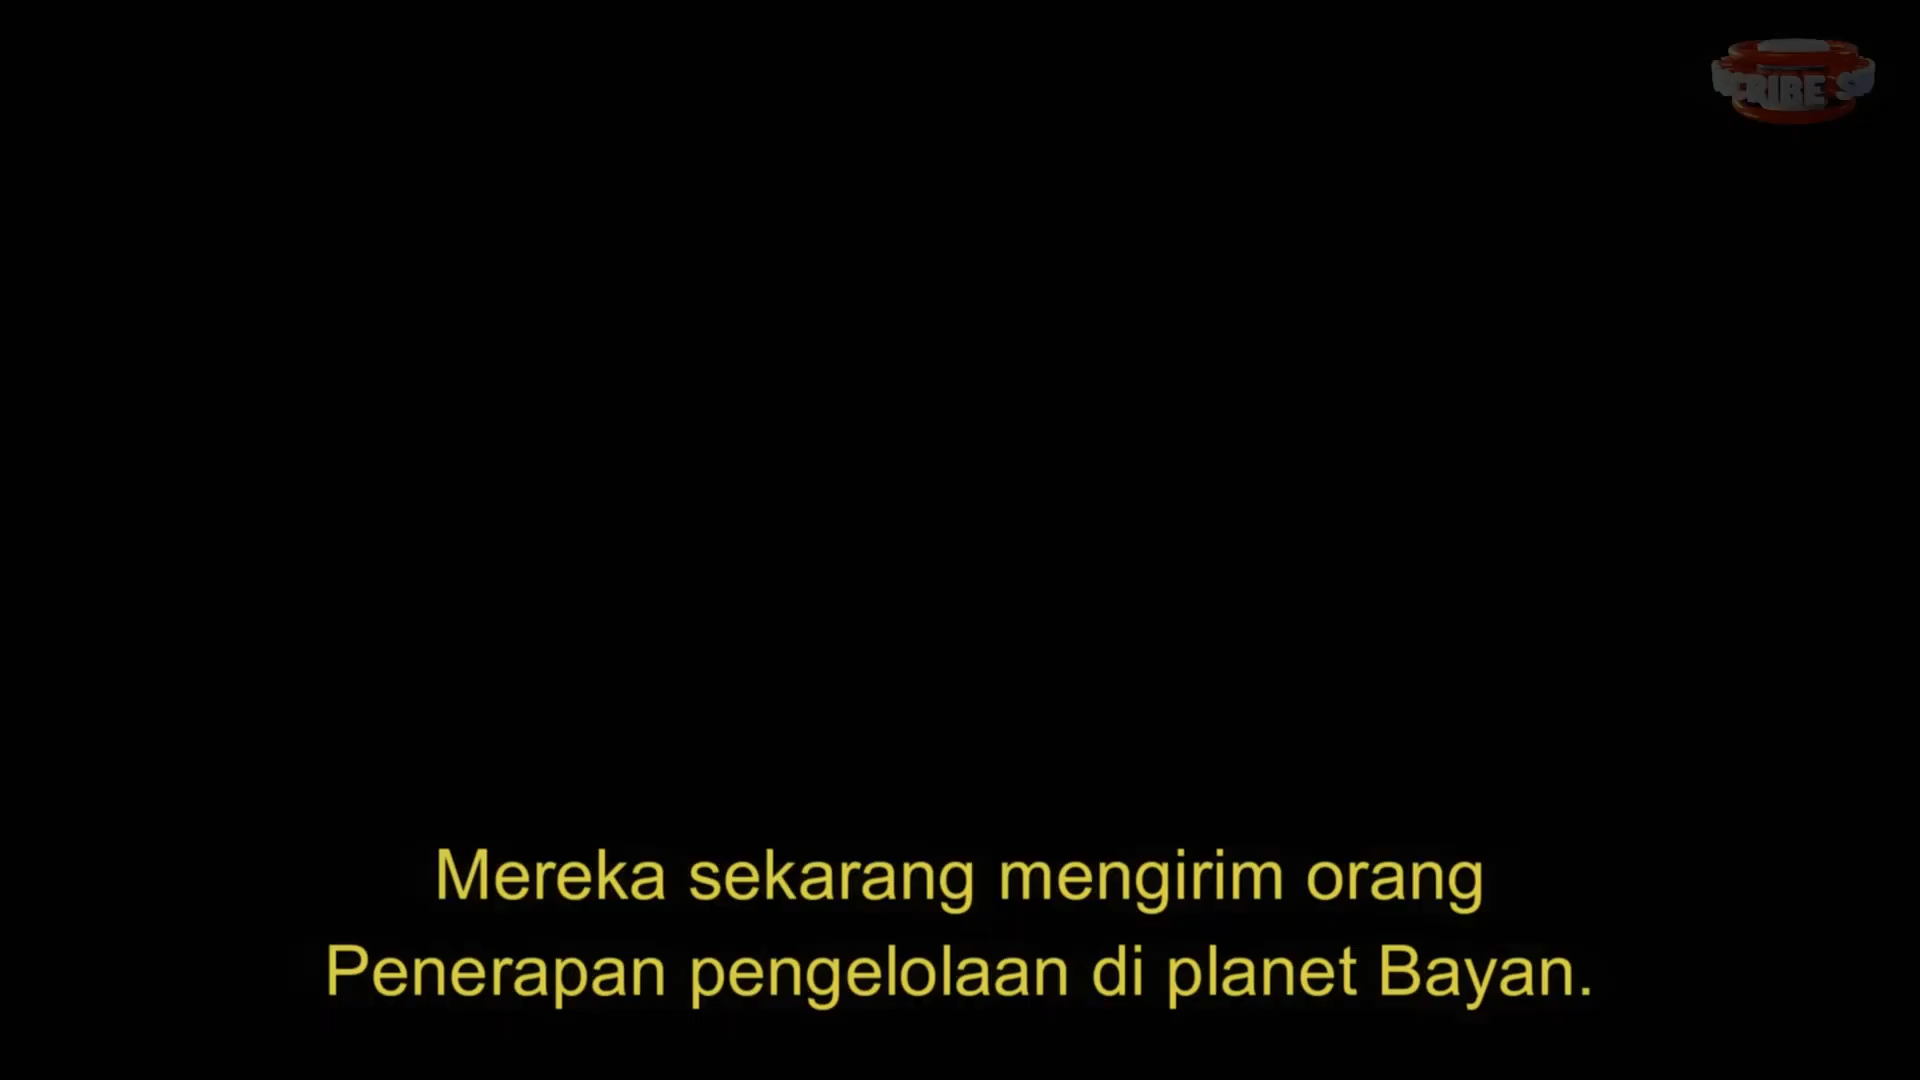 Mereka sekarang mengirim orang
Penerapan pengelolaan di planet Bayan.